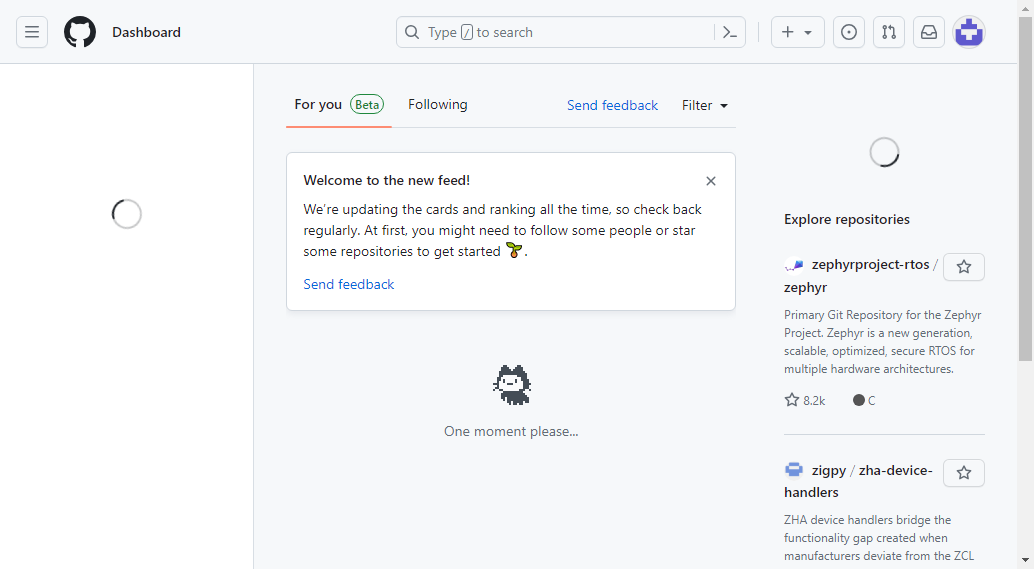 Dashboard
Type / to search
For you Beta
Following
Send feedback
Filter
Welcome to the new feed!
We're updating the cards and ranking all the time, so check back
regularly. At first, you might need to follow some people or star
some repositories to get started 🌱.
Send feedback
One moment please...
Explore repositories
zephyrproject-rtos /
zephyr
Primary Git Repository for the Zephyr
Project. Zephyr is a new generation,
scalable, optimized, secure RTOS for
multiple hardware architectures.
8.2k C
zigpy / zha-device-
handlers
ZHA device handlers bridge the
functionality gap created when
manufacturers deviate from the ZCL